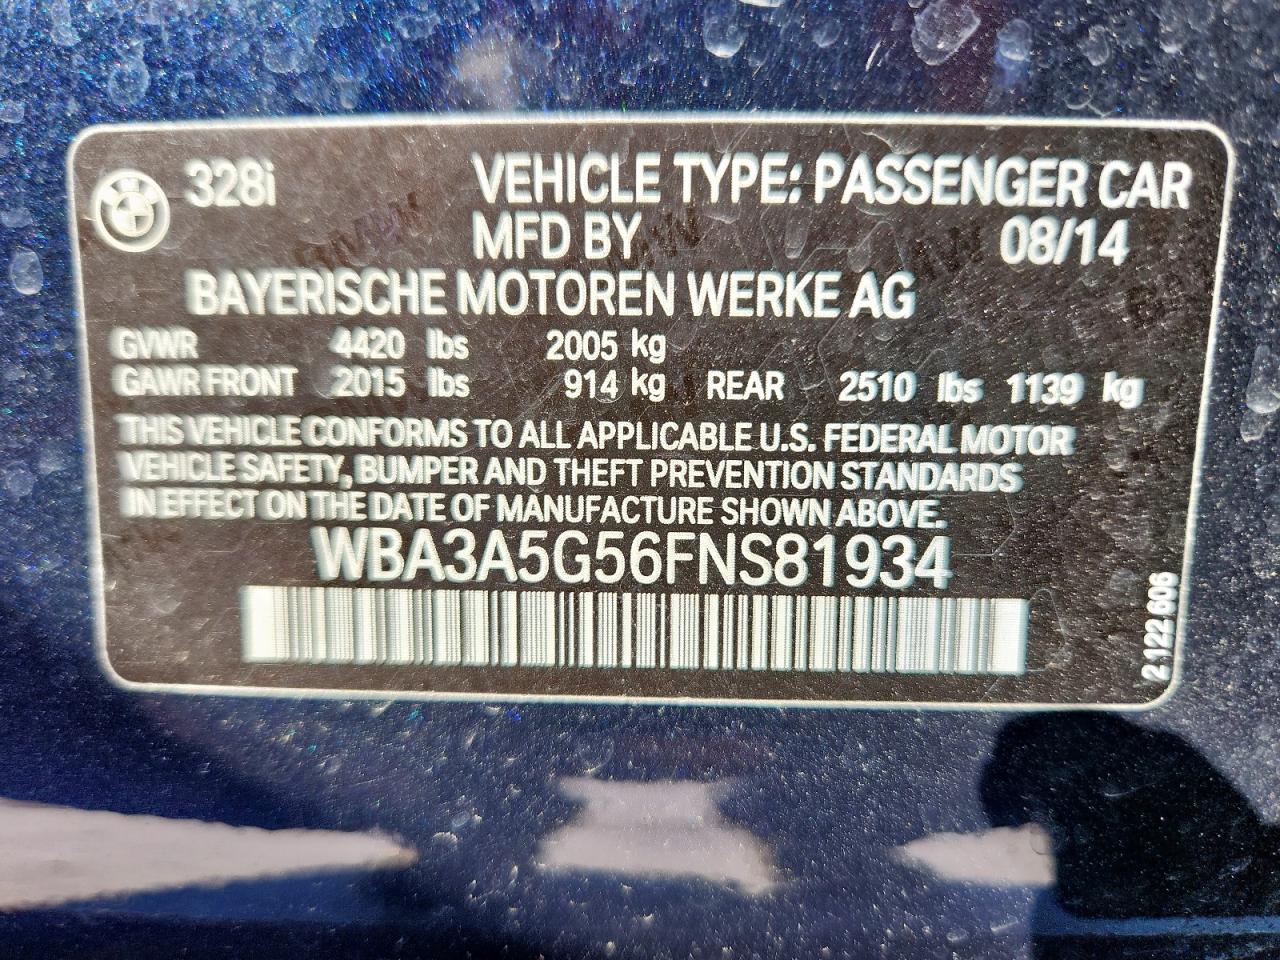 328i VEHICLE TYPE: PASSENGER CAR
MFD BY 08/14
BAYERISCHE MOTOREN WERKE AG
GVWR 4420 lbs 2005 kg
GAWR FRONT 2015 lbs 914 kg REAR 2510 lbs 1139 kg
THIS VEHICLE CONFORMS TO ALL APPLICABLE U.S. FEDERAL MOTOR
VEHICLE SAFETY, BUMPER AND THEFT PREVENTION STANDARDS
IN EFFECT ON THE DATE OF MANUFACTURE SHOWN ABOVE.
WBA3A5G56FNS81934
2 122 606